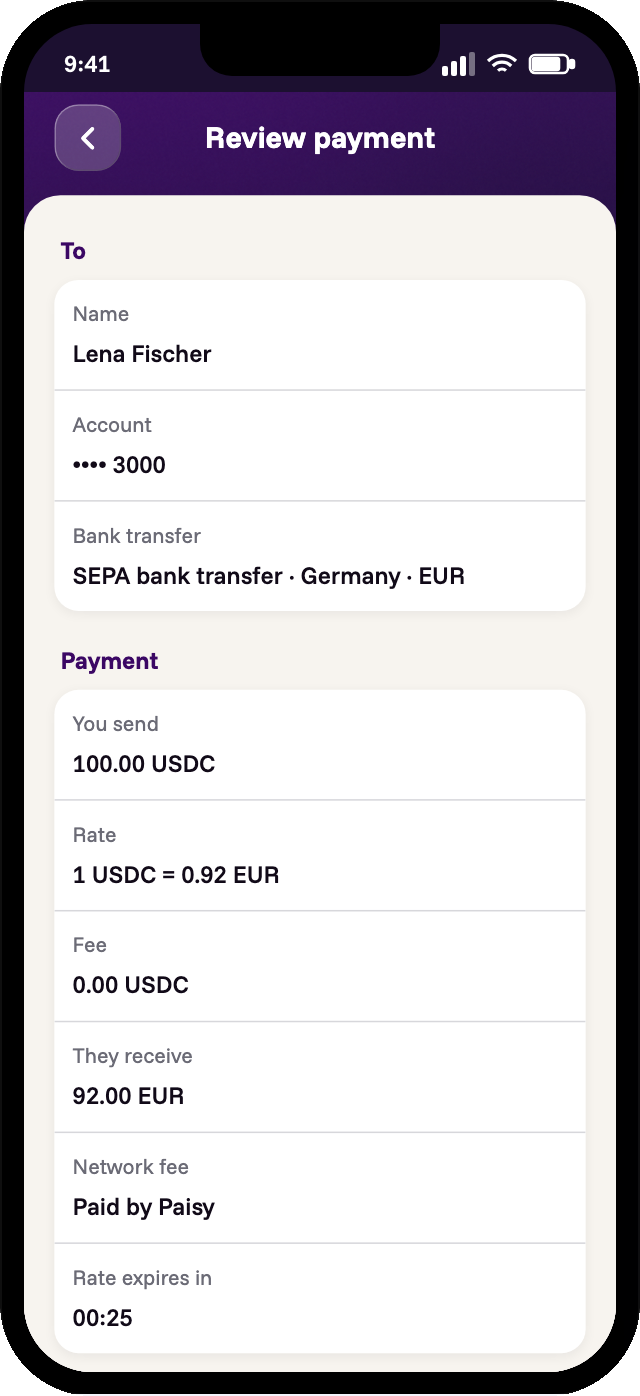 9:41
Review payment
To
Name
Lena Fischer
Account
•••• 3000
Bank transfer
SEPA bank transfer · Germany · EUR
Payment
You send
100.00 USDC
Rate
1 USDC = 0.92 EUR
Fee
0.00 USDC
They receive
92.00 EUR
Network fee
Paid by Paisy
Rate expires in
00:25